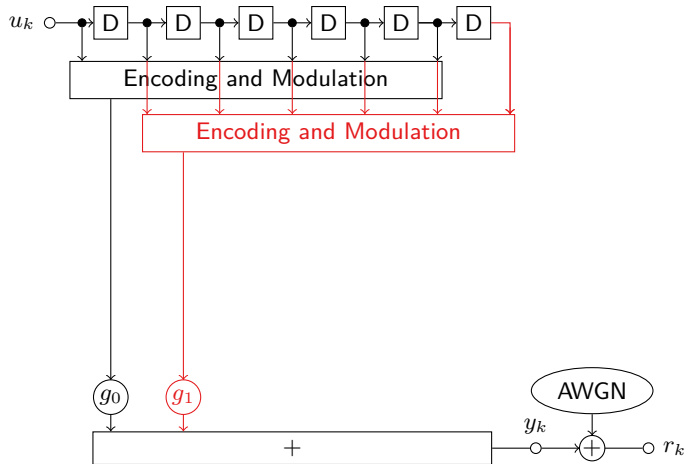 u_k D D D D D D
Encoding and Modulation
Encoding and Modulation
g_0 g_1 AWGN
y_k
+ + r_k